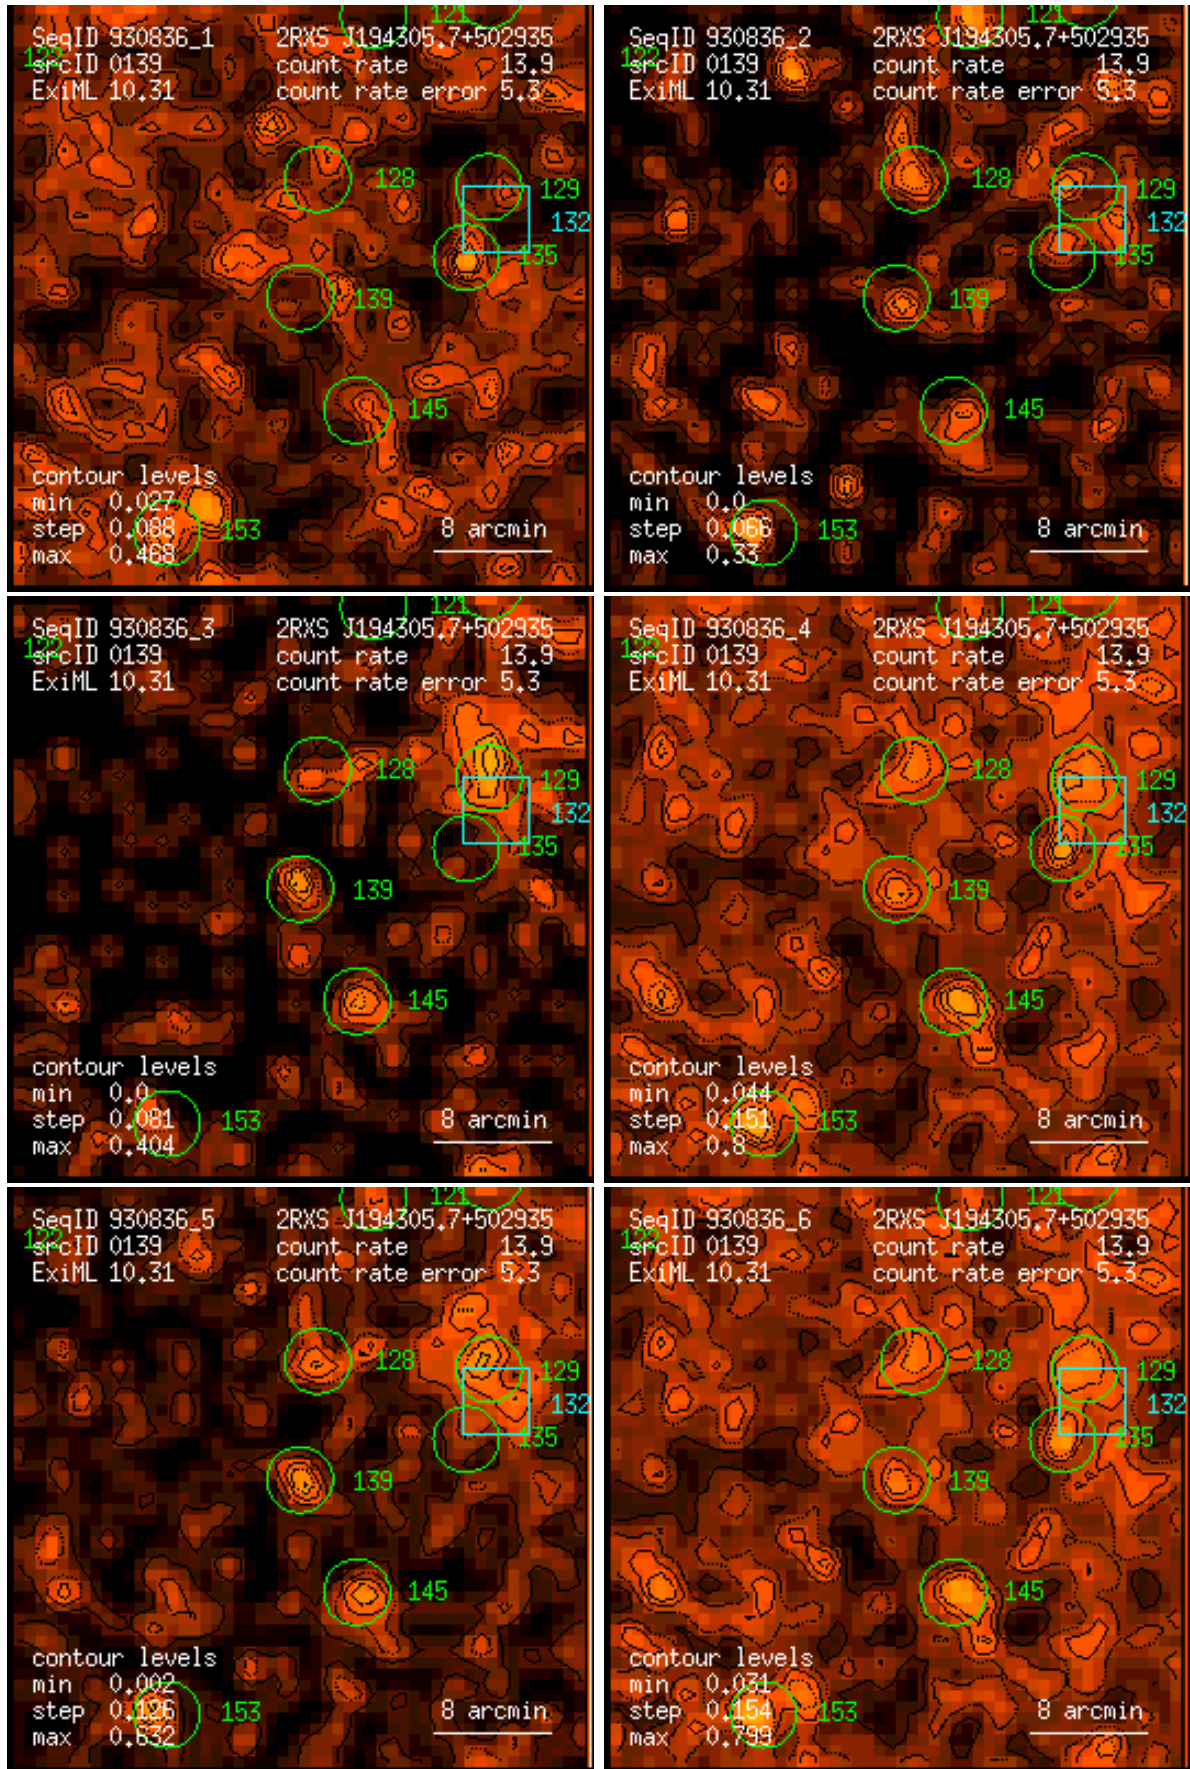 121
SeqID 930836_1 2RXS J194305.7+502935
122
srcID 0139 count rate 13.9
ExiML 10.31 count rate error 5.3
128
129
132
135
139
145
contour levels
min 0.027
step 0.088 153 8 arcmin
max 0.468
121
SeqID 930836_2 2RXS J194305.7+502935
122
srcID 0139 count rate 13.9
ExiML 10.31 count rate error 5.3
128
129
132
135
139
145
contour levels
min 0.0
step 0.066 153 8 arcmin
max 0.33
121
SeqID 930836_3 2RXS J194305.7+502935
122
srcID 0139 count rate 13.9
ExiML 10.31 count rate error 5.3
128
129
132
135
139
145
contour levels
min 0.0
step 0.081 153 8 arcmin
max 0.404
121
SeqID 930836_4 2RXS J194305.7+502935
122
srcID 0139 count rate 13.9
ExiML 10.31 count rate error 5.3
128
129
132
135
139
145
contour levels
min 0.044
step 0.151 153 8 arcmin
max 0.8
121
SeqID 930836_5 2RXS J194305.7+502935
122
srcID 0139 count rate 13.9
ExiML 10.31 count rate error 5.3
128
129
132
135
139
145
contour levels
min 0.002
step 0.126 153 8 arcmin
max 0.632
121
SeqID 930836_6 2RXS J194305.7+502935
122
srcID 0139 count rate 13.9
ExiML 10.31 count rate error 5.3
128
129
132
135
139
145
contour levels
min 0.031
step 0.154 153 8 arcmin
max 0.799